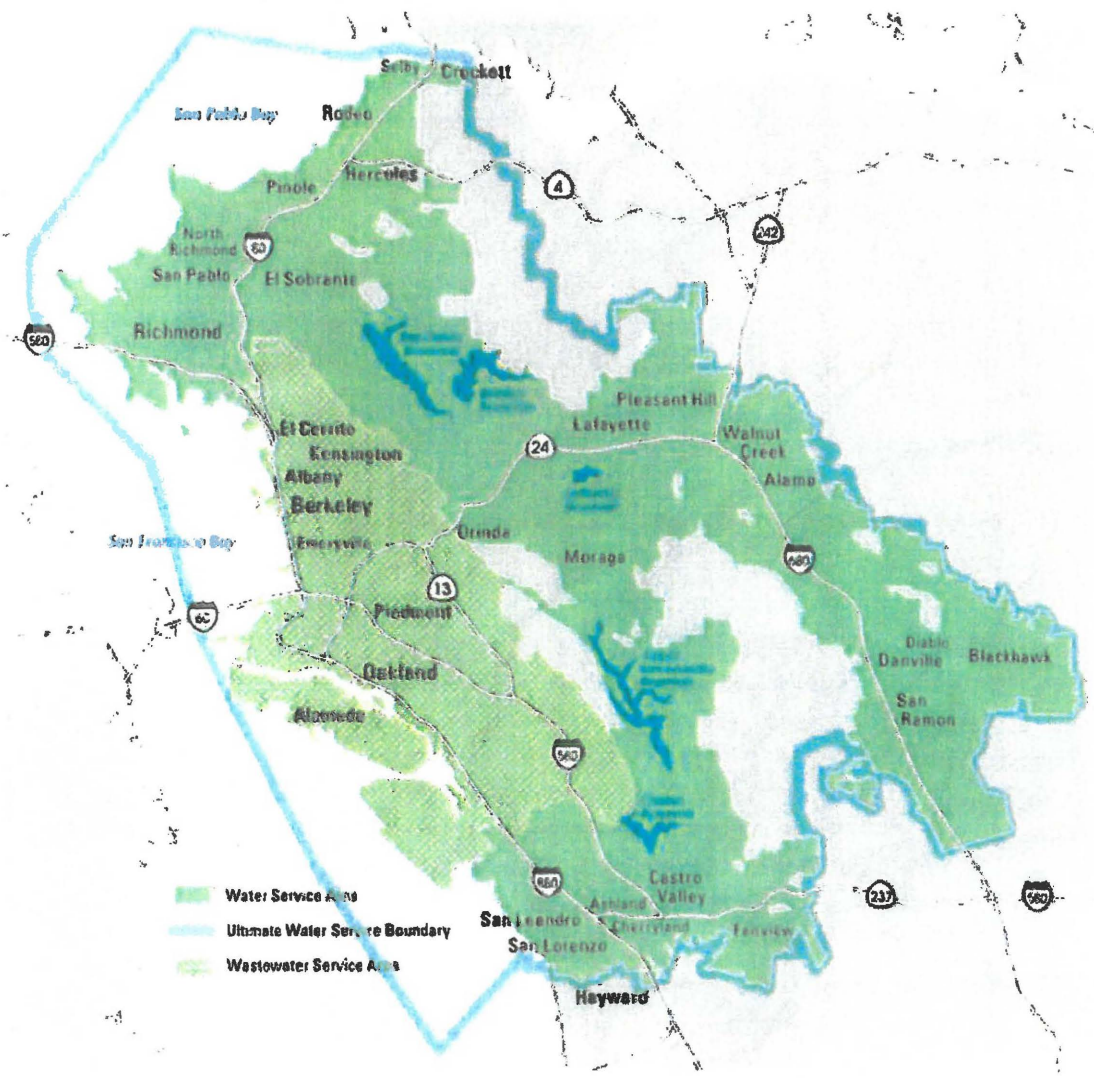 Selby
Crockett
San Pablo Bay
Rodeo
Hercules
Pinole
4
242
North
Richmond
80
San Pablo
El Sobrante
Richmond
580
Pleasant Hill
Lafayette
24
Walnut
Creek
El Cerrito
Kensington
Albany
Alamo
Berkeley
Orinda
San Francisco Bay
Emeryville
Moraga
680
13
Piedmont
Diablo
Danville
Blackhawk
Oakland
San
Ramon
Alameda
580
Water Service Area
Ultimate Water Service Boundary
Wastewater Service Area
Castro
Valley
Ashland
237
San Leandro
Cherryland
Fairview
San Lorenzo
Hayward